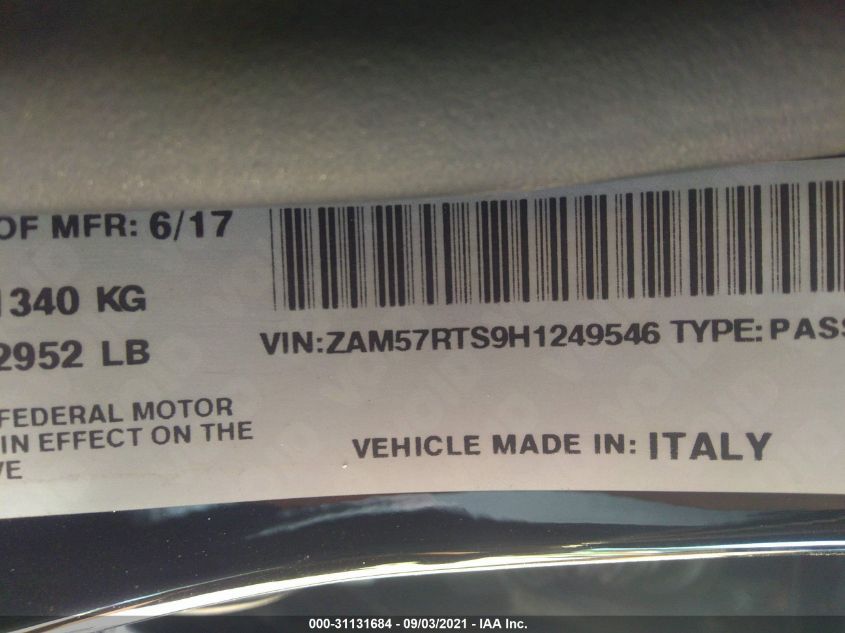 OF MFR: 6/17
1340 KG
2952 LB
VIN:ZAM57RTS9H1249546 TYPE: PASS
FEDERAL MOTOR
IN EFFECT ON THE
VE
VEHICLE MADE IN: ITALY
000-31131684 - 09/03/2021 - IAA Inc.